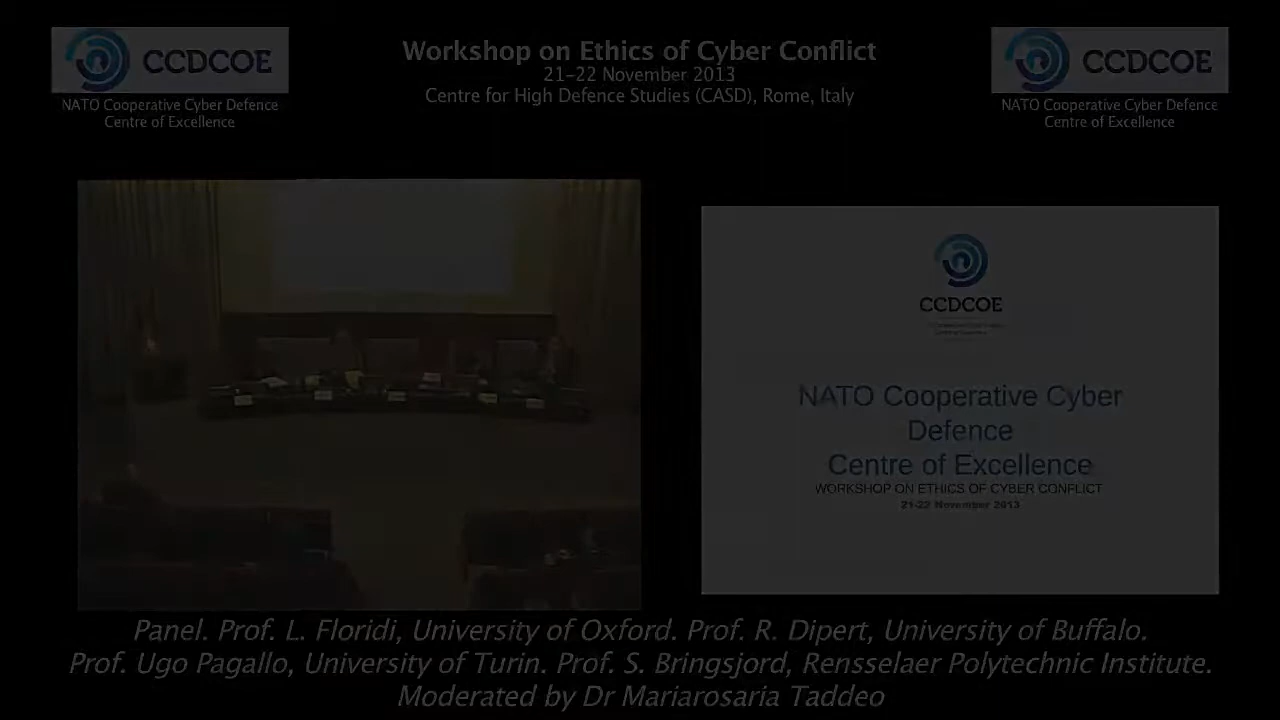 CCDCOE
NATO Cooperative Cyber Defence
Centre of Excellence
Workshop on Ethics of Cyber Conflict
21-22 November 2013
Centre for High Defence Studies (CASD), Rome, Italy
CCDCOE
NATO Cooperative Cyber Defence
Centre of Excellence
CCDCOE
NATO Cooperative Cyber
Defence
Centre of Excellence
WORKSHOP ON ETHICS OF CYBER CONFLICT
21-22 November 2013
Panel. Prof. L. Floridi, University of Oxford. Prof. R. Dipert, University of Buffalo.
Prof. Ugo Pagallo, University of Turin. Prof. S. Bringsjord, Rensselaer Polytechnic Institute.
Moderated by Dr Mariarosaria Taddeo